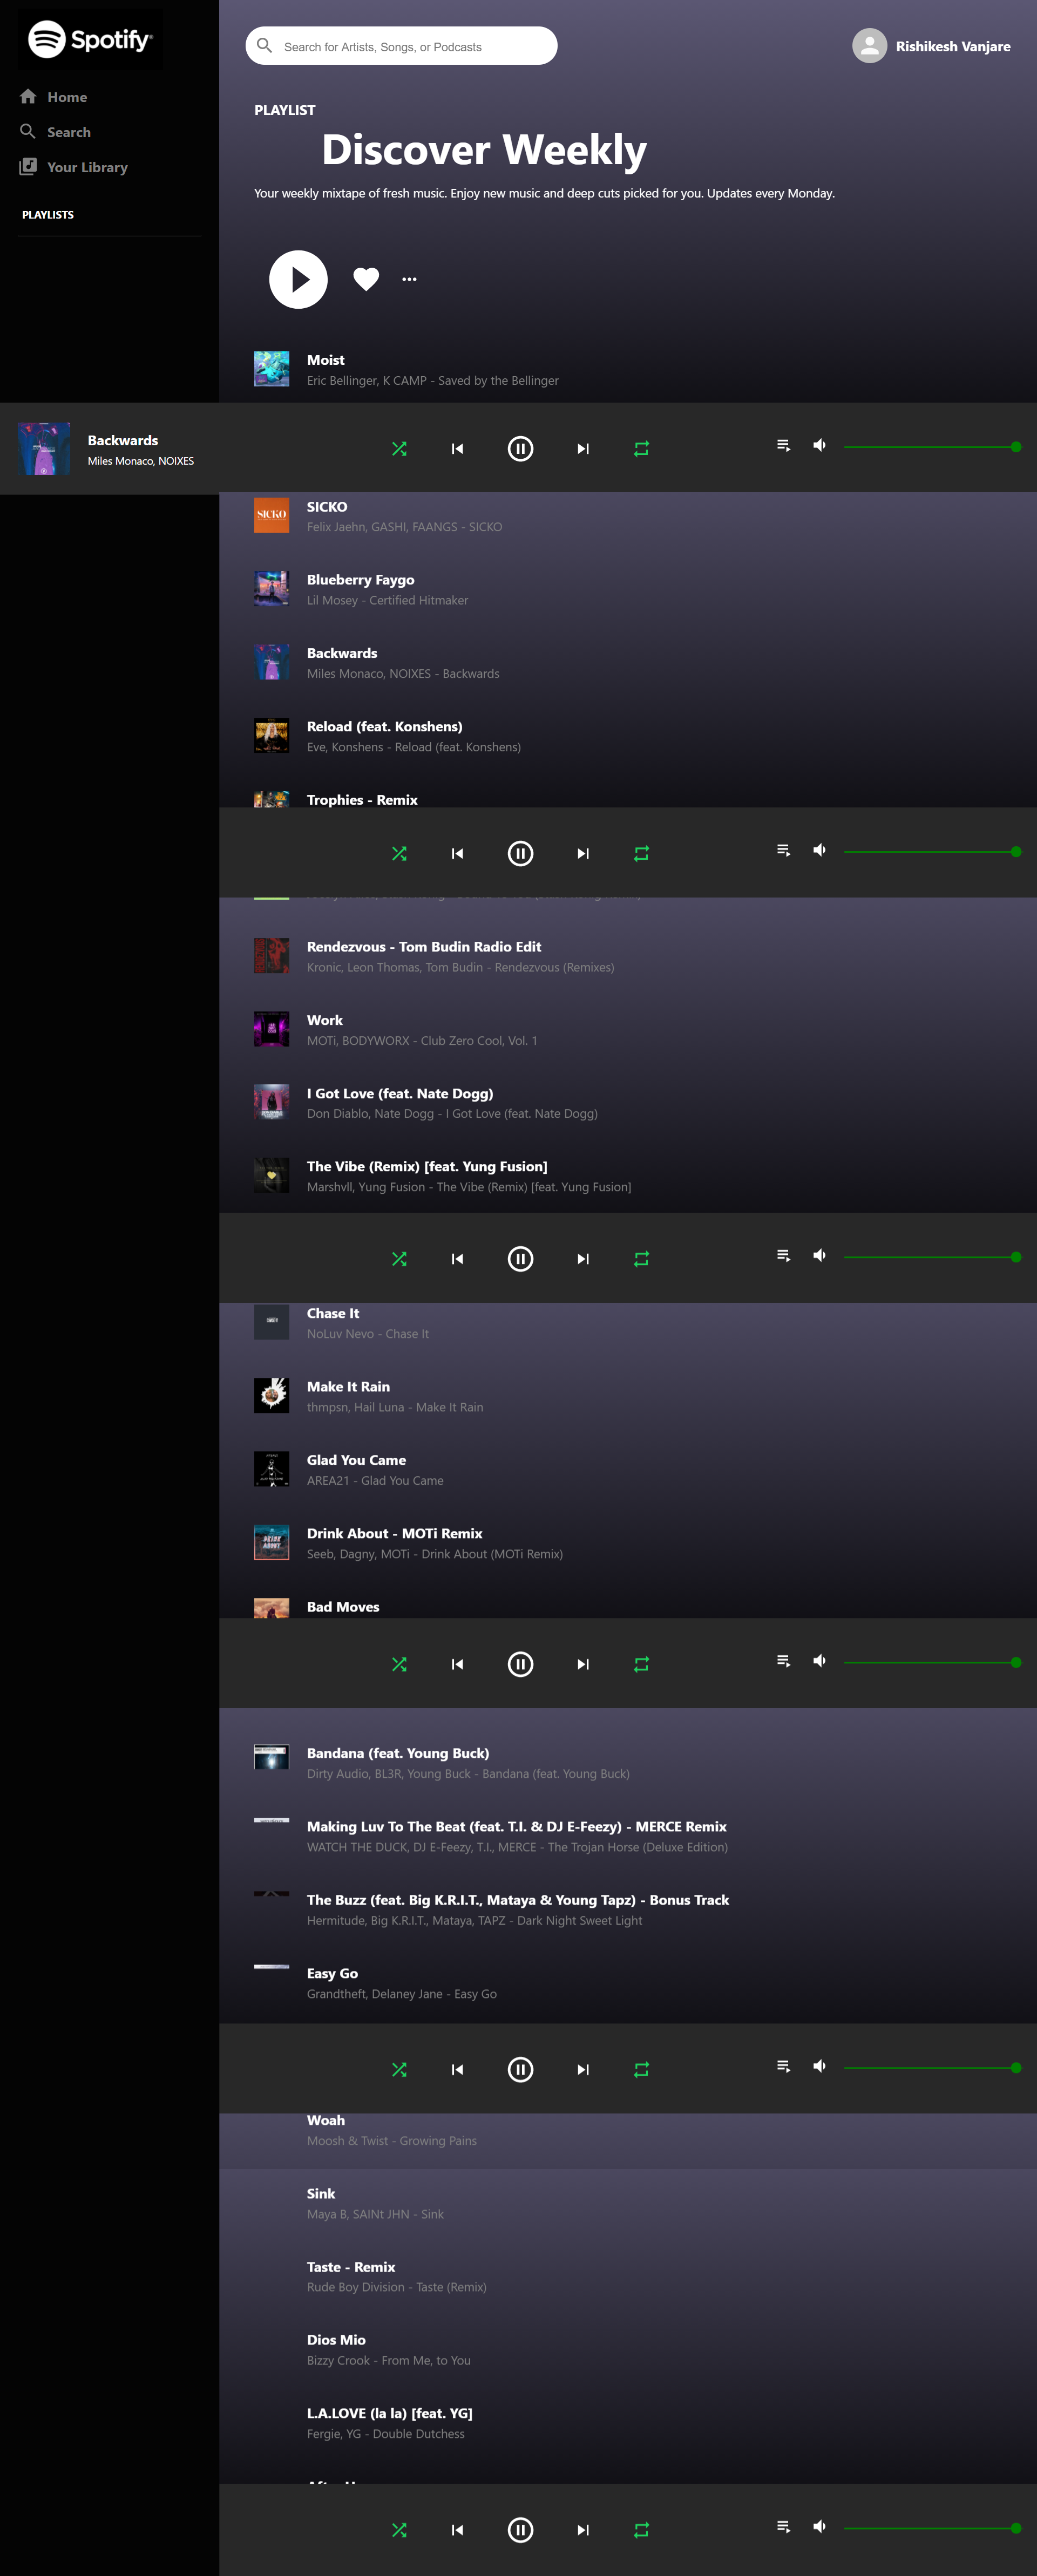 Spotify
Home
Search
Your Library
PLAYLISTS
Search for Artists, Songs, or Podcasts
Rishikesh Vanjare
PLAYLIST
Discover Weekly
Your weekly mixtape of fresh music. Enjoy new music and deep cuts picked for you. Updates every Monday.
Moist
Eric Bellinger, K CAMP - Saved by the Bellinger
Backwards
Miles Monaco, NOIXES
SICKO
SICKO
Felix Jaehn, GASHI, FAANGS - SICKO
Blueberry Faygo
Lil Mosey - Certified Hitmaker
Backwards
Miles Monaco, NOIXES - Backwards
Reload (feat. Konshens)
Eve, Konshens - Reload (feat. Konshens)
Trophies - Remix
Rendezvous - Tom Budin Radio Edit
Kronic, Leon Thomas, Tom Budin - Rendezvous (Remixes)
Work
MOTi, BODYWORX - Club Zero Cool, Vol. 1
I Got Love (feat. Nate Dogg)
Don Diablo, Nate Dogg - I Got Love (feat. Nate Dogg)
The Vibe (Remix) [feat. Yung Fusion]
Marshvll, Yung Fusion - The Vibe (Remix) [feat. Yung Fusion]
Chase It
NoLuv Nevo - Chase It
Make It Rain
thmpsn, Hail Luna - Make It Rain
Glad You Came
AREA21 - Glad You Came
DRINK
ABOUT
Drink About - MOTi Remix
Seeb, Dagny, MOTi - Drink About (MOTi Remix)
Bad Moves
Bandana (feat. Young Buck)
Dirty Audio, BL3R, Young Buck - Bandana (feat. Young Buck)
Making Luv To The Beat (feat. T.I. & DJ E-Feezy) - MERCE Remix
WATCH THE DUCK, DJ E-Feezy, T.I., MERCE - The Trojan Horse (Deluxe Edition)
The Buzz (feat. Big K.R.I.T., Mataya & Young Tapz) - Bonus Track
Hermitude, Big K.R.I.T., Mataya, TAPZ - Dark Night Sweet Light
Easy Go
Grandtheft, Delaney Jane - Easy Go
Woah
Moosh & Twist - Growing Pains
Sink
Maya B, SAINt JHN - Sink
Taste - Remix
Rude Boy Division - Taste (Remix)
Dios Mio
Bizzy Crook - From Me, to You
L.A.LOVE (la la) [feat. YG]
Fergie, YG - Double Dutchess